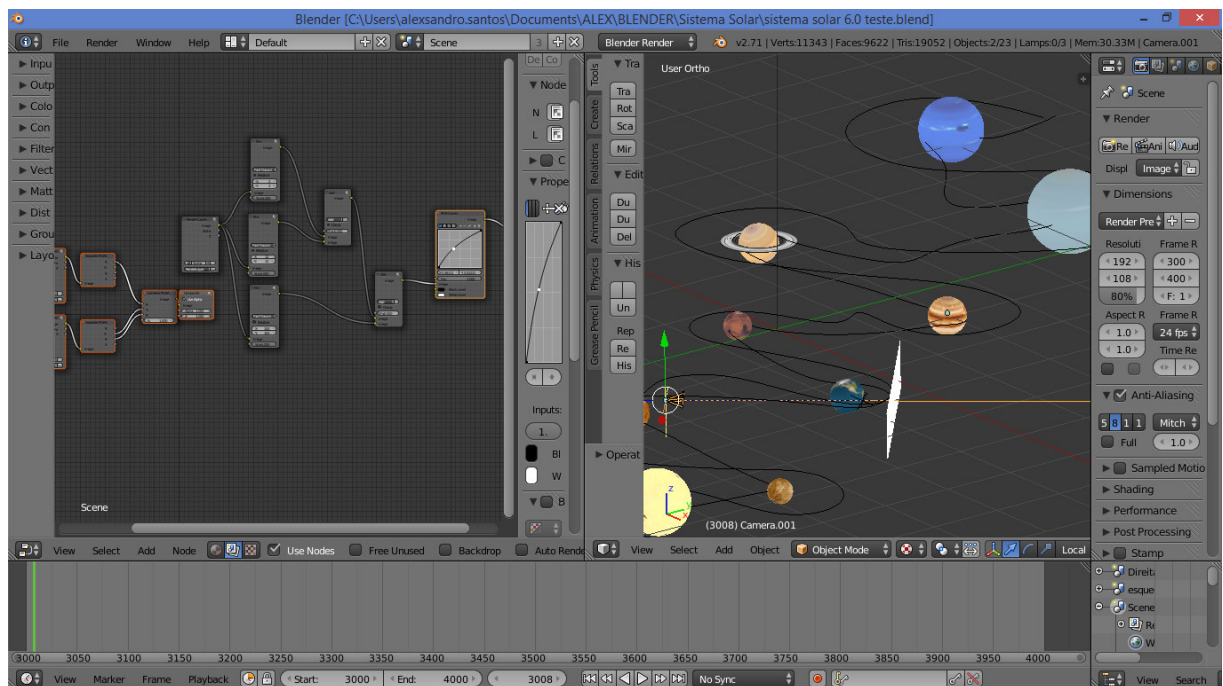 Blender [C:\Users\alexsandro.santos\Documents\ALEX\BLENDER\Sistema Solar\sistema solar 6.0 teste.blend]
File Render Window Help Default Scene 3 Blender Render v2.71 | Verts:11343 | Faces:9622 | Tris:19052 | Objects:2/23 | Lamps:0/3 | Mem:30.33M | Camera.001
Inpu
Outp
Colo
Con
Filter
Vect
Matt
Dist
Grou
Layo
Scene
De Co
Node
N
L
C
Prope
Inputs:
1.
Bl
W
B
Tools
Create
Relations
Animation
Physics
Grease Pencil
Tra
Tra
Rot
Sca
Mir
Edit
Du
Du
Del
His
Un
Rep
Re
His
Operat
User Ortho
z
y
x
(3008) Camera.001
Scene
Render
Re Ani Aud
Displ Image
Dimensions
Render Pre
Resoluti Frame R
192 300
108 400
80% F: 1
Aspect R Frame R
1.0 24 fps
1.0 Time Re
Anti-Aliasing
5 8 1 1 Mitch
Full 1.0
Sampled Motio
Shading
Performance
Post Processing
Stamp
View Select Add Node Use Nodes Free Unused Backdrop Auto Rende
View Select Add Object Object Mode Local
Direit
esque
Scene
Re
W
3000 3050 3100 3150 3200 3250 3300 3350 3400 3450 3500 3550 3600 3650 3700 3750 3800 3850 3900 3950 4000
View Marker Frame Playback Start: 3000 End: 4000 3008 No Sync
View Search